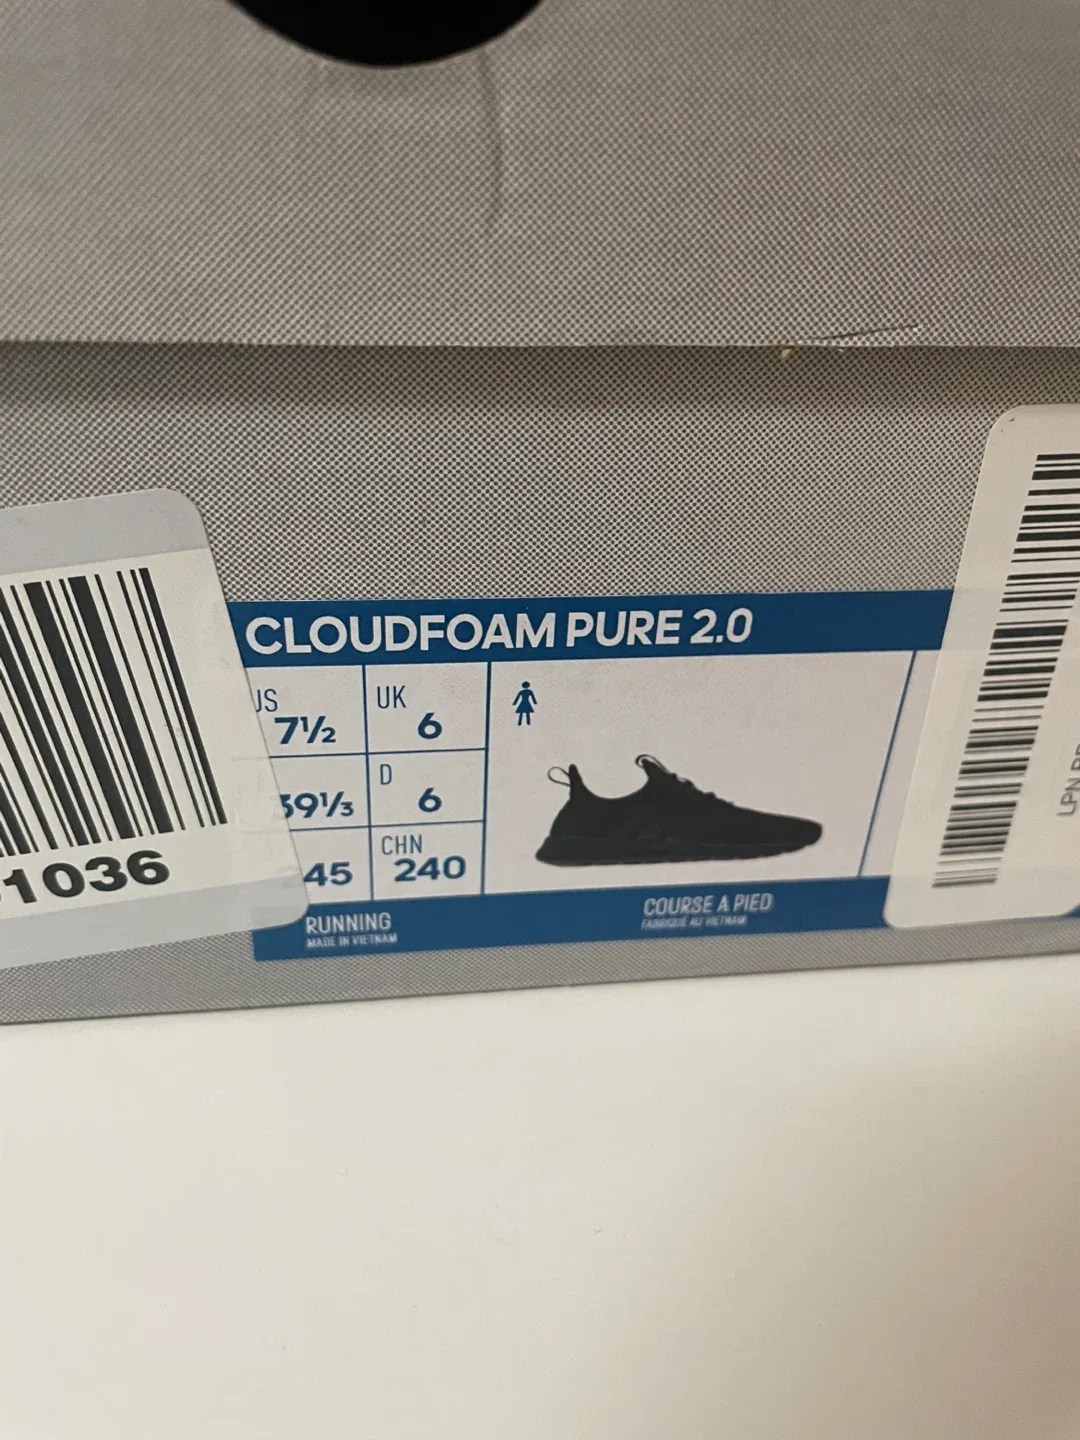 CLOUDFOAM PURE 2.0
US UK
7½ 6
D
39⅓ 6
CHN
45 240
RUNNING COURSE A PIED
MADE IN VIETNAM FABRIQUE AU VIETNAM
1036
LPN